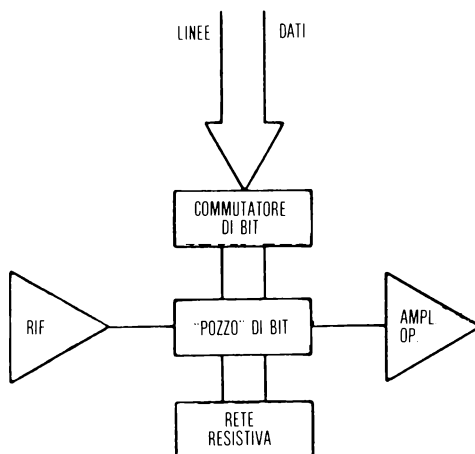 LINEE DATI
COMMUTATORE
DI BIT
RIF
"POZZO" DI BIT
AMPL
OP.
RETE
RESISTIVA